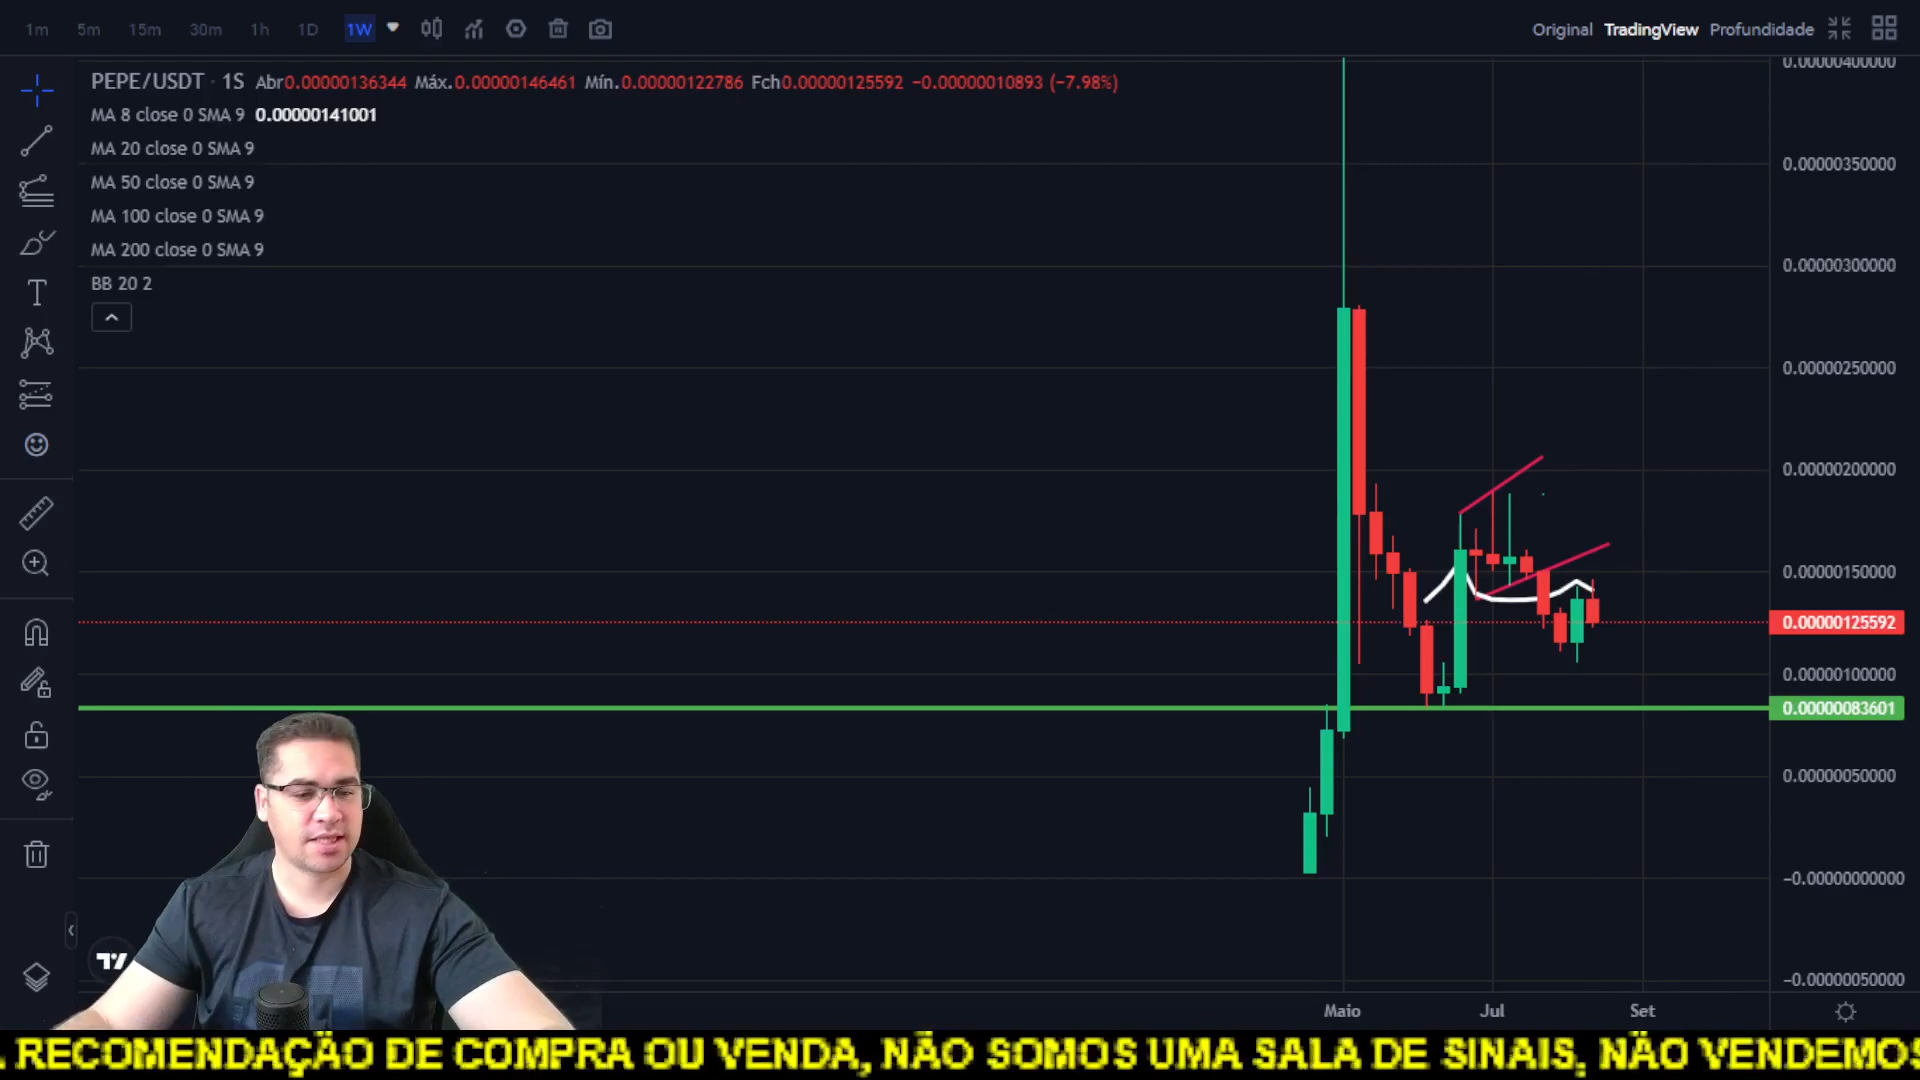 1m 5m 15m 30m 1h 1D 1W Original TradingView Profundidade
PEPE/USDT · 1S Abr0.00000136344 Máx.0.00000146461 Mín.0.00000122786 Fch0.00000125592 −0.00000010893 (−7.98%)
MA 8 close 0 SMA 9 0.00000141001
MA 20 close 0 SMA 9
MA 50 close 0 SMA 9
MA 100 close 0 SMA 9
MA 200 close 0 SMA 9
BB 20 2
0.00000400000
0.00000350000
0.00000300000
0.00000250000
0.00000200000
0.00000150000
0.00000125592
0.00000100000
0.00000083601
0.00000050000
−0.00000000000
−0.00000050000
Maio Jul Set
RECOMENDAÇÃO DE COMPRA OU VENDA, NÃO SOMOS UMA SALA DE SINAIS, NÃO VENDEMOS